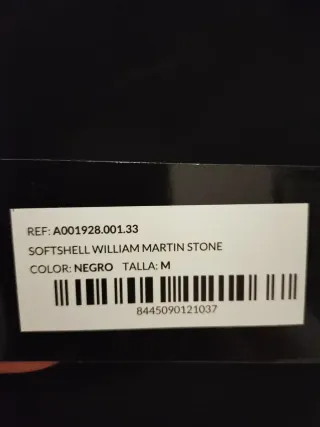 REF: A001928.001.33
SOFTSHELL WILLIAM MARTIN STONE
COLOR: NEGRO TALLA: M
8445090121037